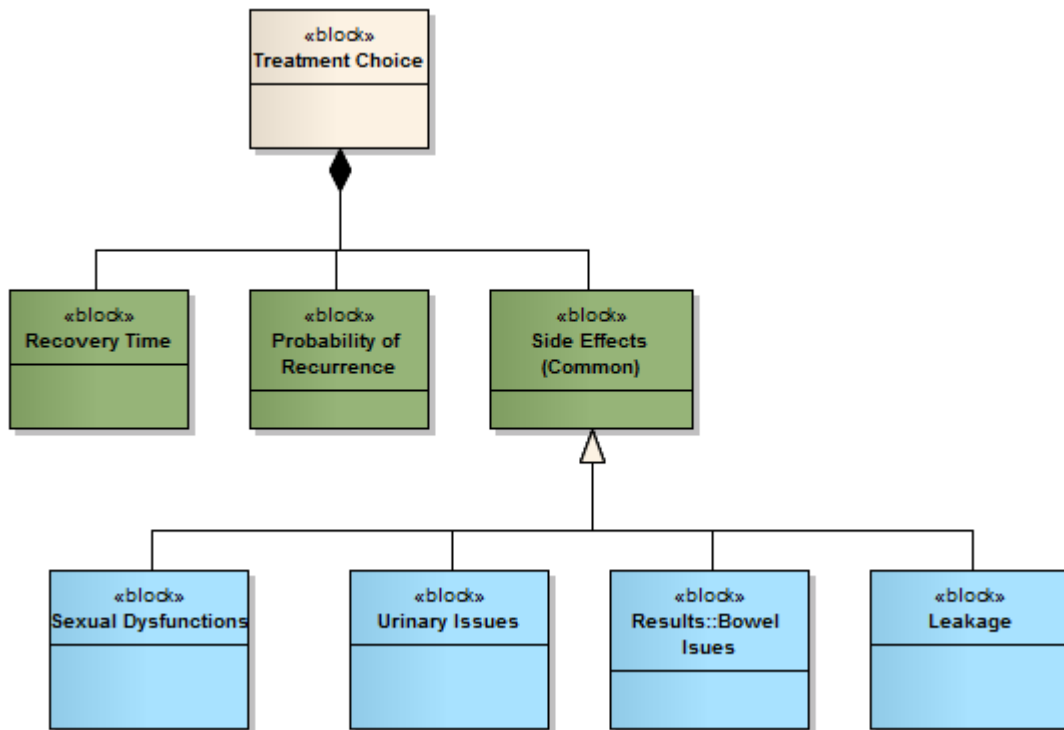 «block»
Treatment Choice
«block»
Recovery Time
«block»
Probability of
Recurrence
«block»
Side Effects
(Common)
«block»
Sexual Dysfunctions
«block»
Urinary Issues
«block»
Results::Bowel
Isues
«block»
Leakage